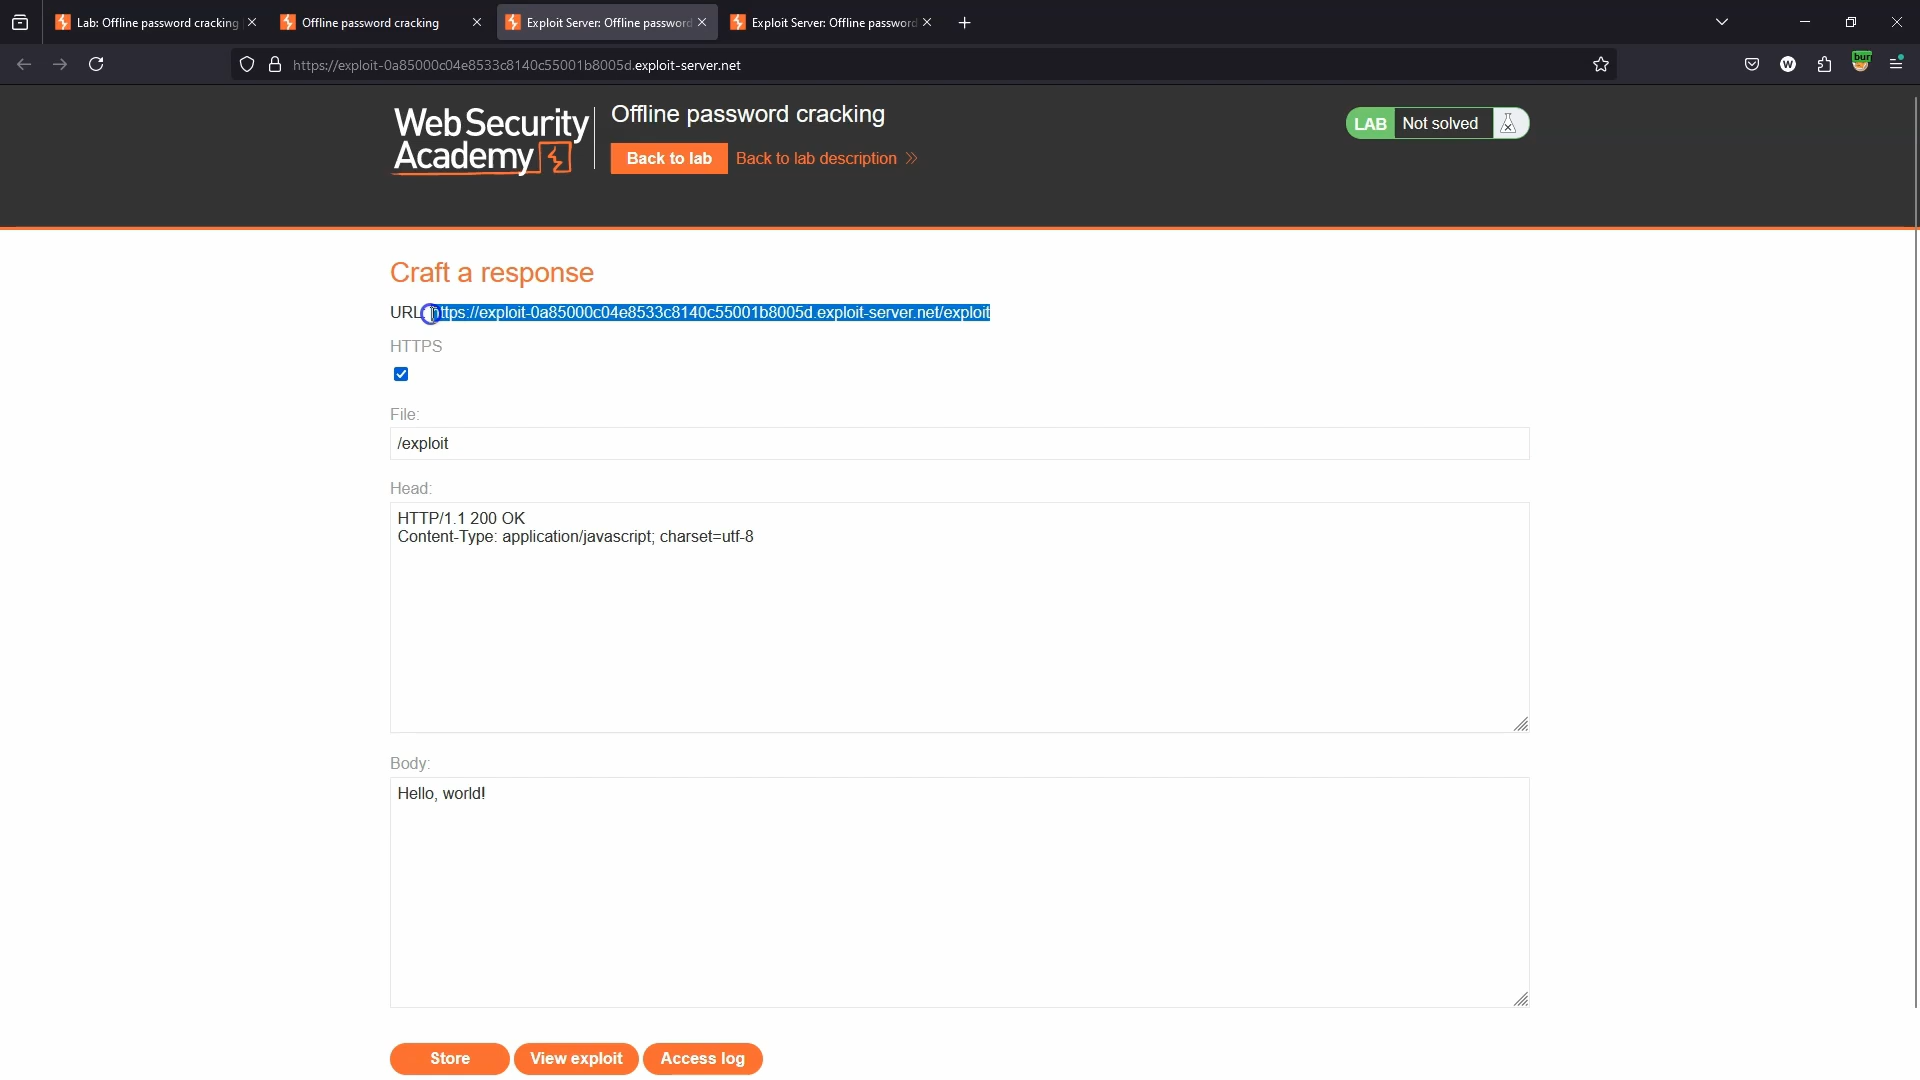 Lab: Offline password cracking
Offline password cracking
Exploit Server: Offline password
Exploit Server: Offline password
https://exploit-0a85000c04e8533c8140c55001b8005d.exploit-server.net
W
bur
WebSecurity
Academy
Offline password cracking
Back to lab
Back to lab description
LAB
Not solved
Craft a response
URL: https://exploit-0a85000c04e8533c8140c55001b8005d.exploit-server.net/exploit
HTTPS
File:
/exploit
Head:
HTTP/1.1 200 OK
Content-Type: application/javascript; charset=utf-8
Body:
Hello, world!
Store
View exploit
Access log